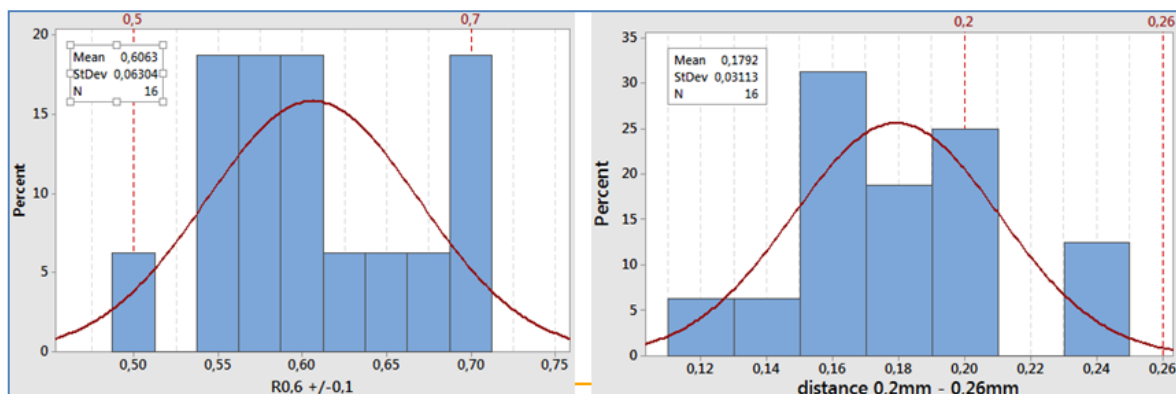 0,5 0,7
20
15
10
5
0
Percent
Mean 0,6063
StDev 0,06304
N 16
0,50 0,55 0,60 0,65 0,70 0,75
R0,6 +/-0,1
0,2 0,26
35
30
25
20
15
10
5
0
Percent
Mean 0,1792
StDev 0,03113
N 16
0,12 0,14 0,16 0,18 0,20 0,22 0,24 0,26
distance 0,2mm - 0,26mm